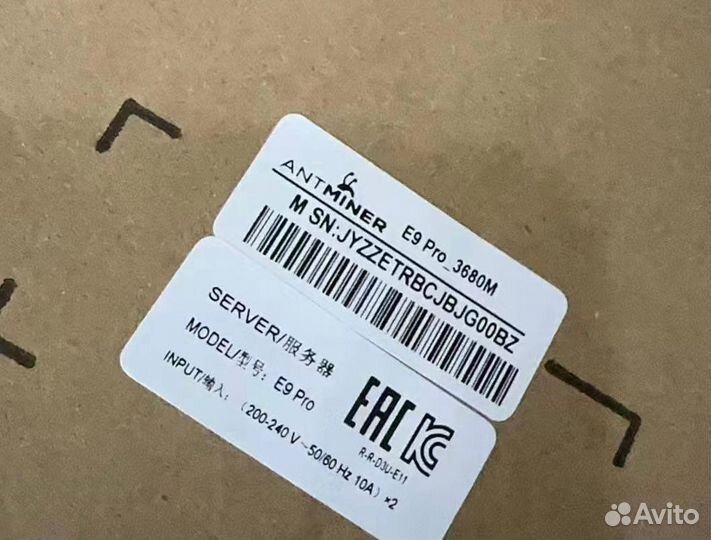 ANTMINER E9 Pro_3680M
M SN:JYZZETRBCJBJG00BZ
SERVER/服务器
MODEL/型号: E9 Pro
INPUT/输入: (200-240 V~50/60 Hz 10A) ×2
EAC
R-R-D3U-E11
Avito